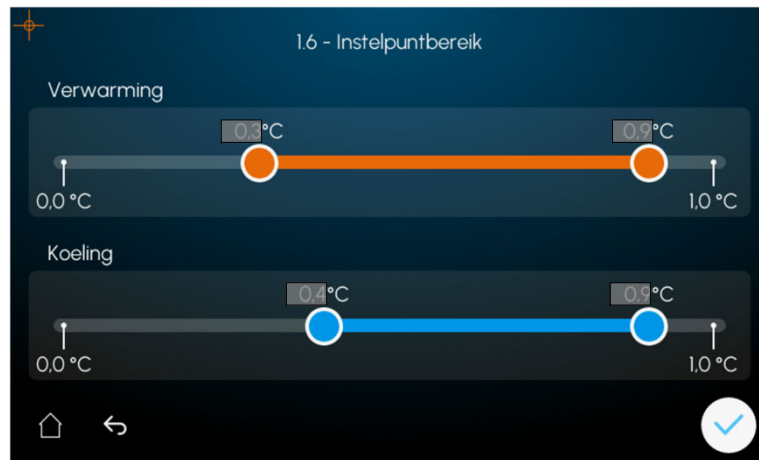 1.6 - Instelpuntbereik
Verwarming
0,3°C 0,9°C
0,0 °C 1,0 °C
Koeling
0,4°C 0,9°C
0,0 °C 1,0 °C